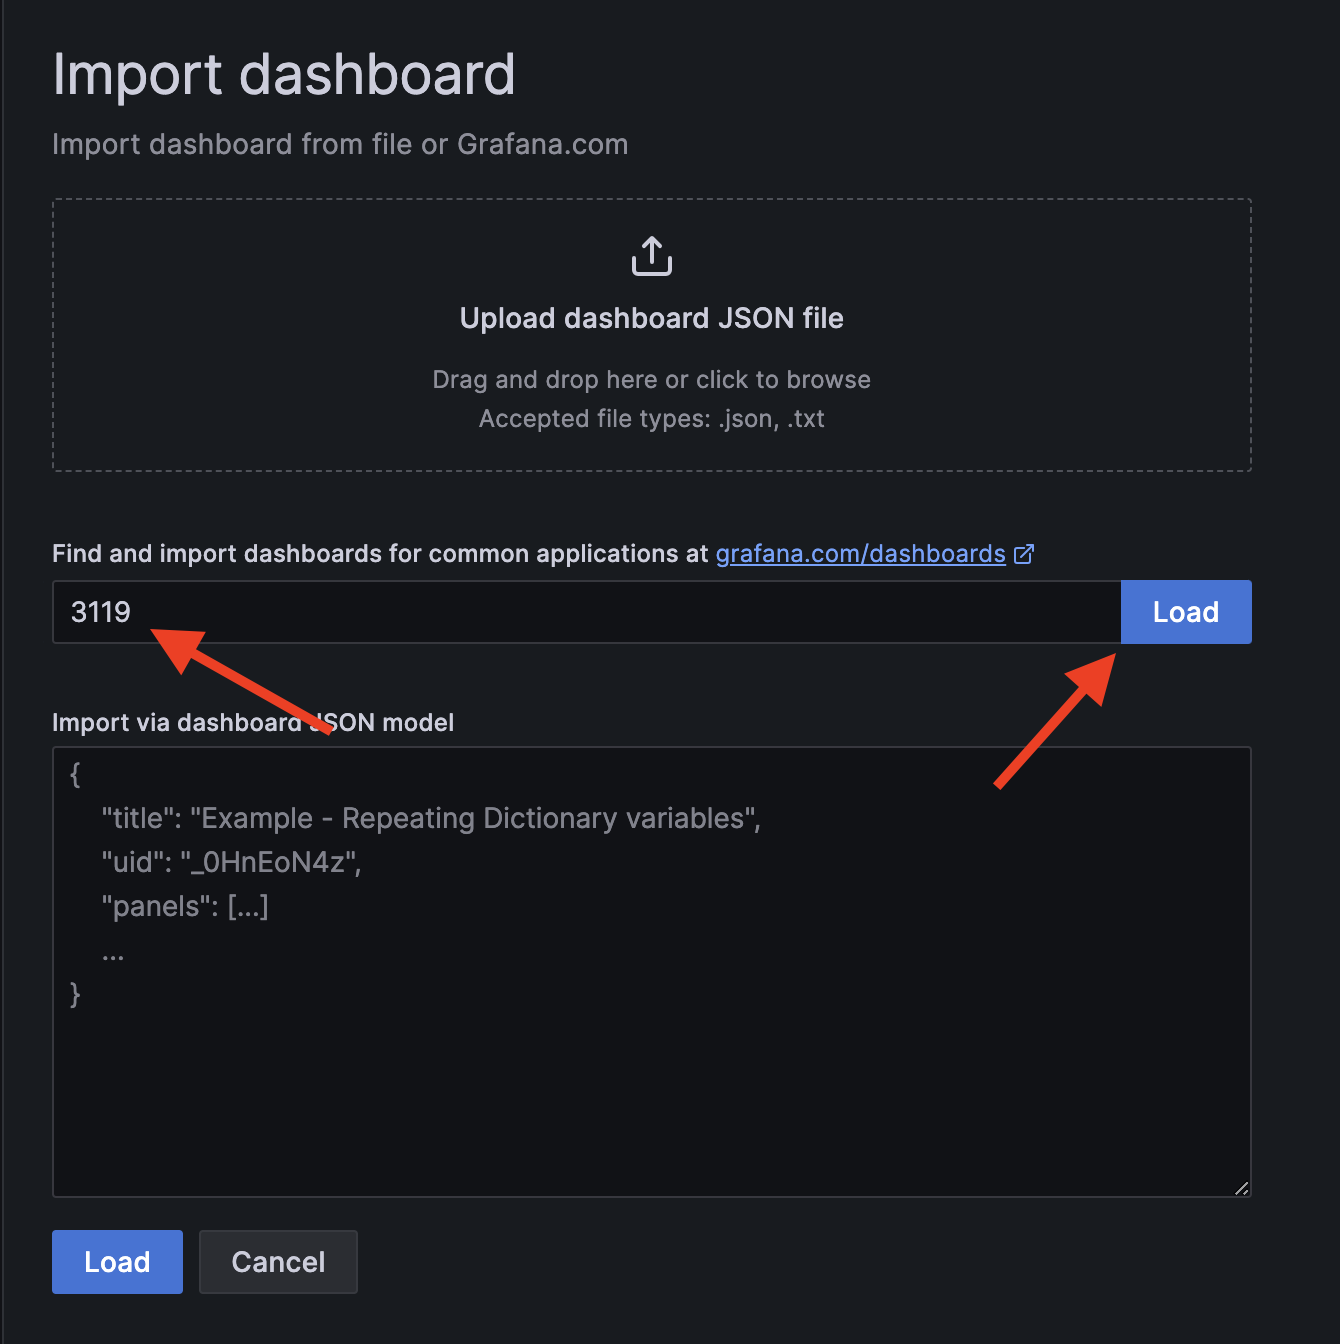 Import dashboard
Import dashboard from file or Grafana.com
Upload dashboard JSON file
Drag and drop here or click to browse
Accepted file types: .json, .txt
Find and import dashboards for common applications at grafana.com/dashboards
3119
Load
Import via dashboard JSON model
{
"title": "Example - Repeating Dictionary variables",
"uid": "_0HnEoN4z",
"panels": [...]
...
}
Load
Cancel